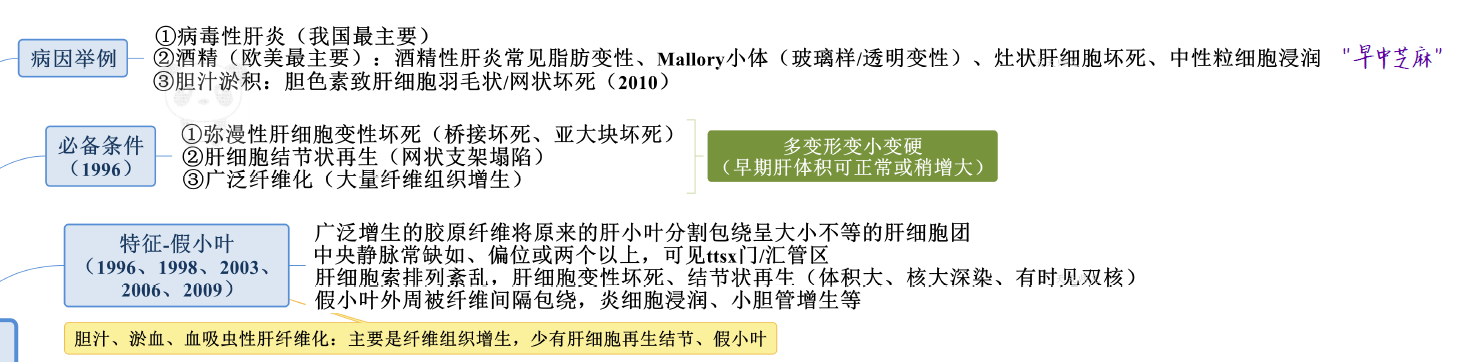 病因举例
①病毒性肝炎（我国最主要）
②酒精（欧美最主要）：酒精性肝炎常见脂肪变性、Mallory小体（玻璃样/透明变性）、灶状肝细胞坏死、中性粒细胞浸润 "早中芝麻"
③胆汁淤积：胆色素致肝细胞羽毛状/网状坏死（2010）
必备条件
（1996）
①弥漫性肝细胞变性坏死（桥接坏死、亚大块坏死）
②肝细胞结节状再生（网状支架塌陷）
③广泛纤维化（大量纤维组织增生）
多变形变小变硬
（早期肝体积可正常或稍增大）
特征-假小叶
（1996、1998、2003、
2006、2009）
广泛增生的胶原纤维将原来的肝小叶分割包绕呈大小不等的肝细胞团
中央静脉常缺如、偏位或两个以上，可见ttsx门/汇管区
肝细胞索排列紊乱，肝细胞变性坏死、结节状再生（体积大、核大深染、有时见双核）
假小叶外周被纤维间隔包绕，炎细胞浸润、小胆管增生等
胆汁、淤血、血吸虫性肝纤维化：主要是纤维组织增生，少有肝细胞再生结节、假小叶